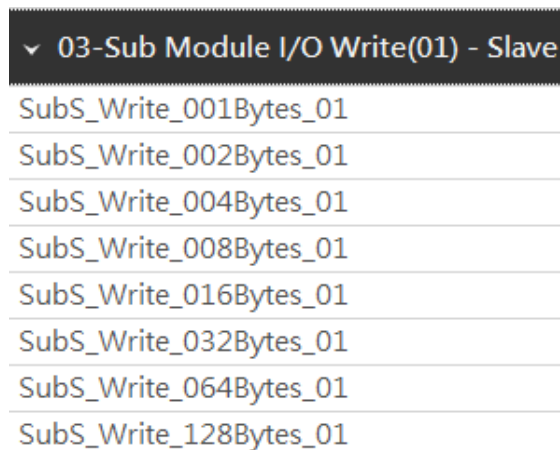 03-Sub Module I/O Write(01) - Slave
SubS_Write_001Bytes_01
SubS_Write_002Bytes_01
SubS_Write_004Bytes_01
SubS_Write_008Bytes_01
SubS_Write_016Bytes_01
SubS_Write_032Bytes_01
SubS_Write_064Bytes_01
SubS_Write_128Bytes_01